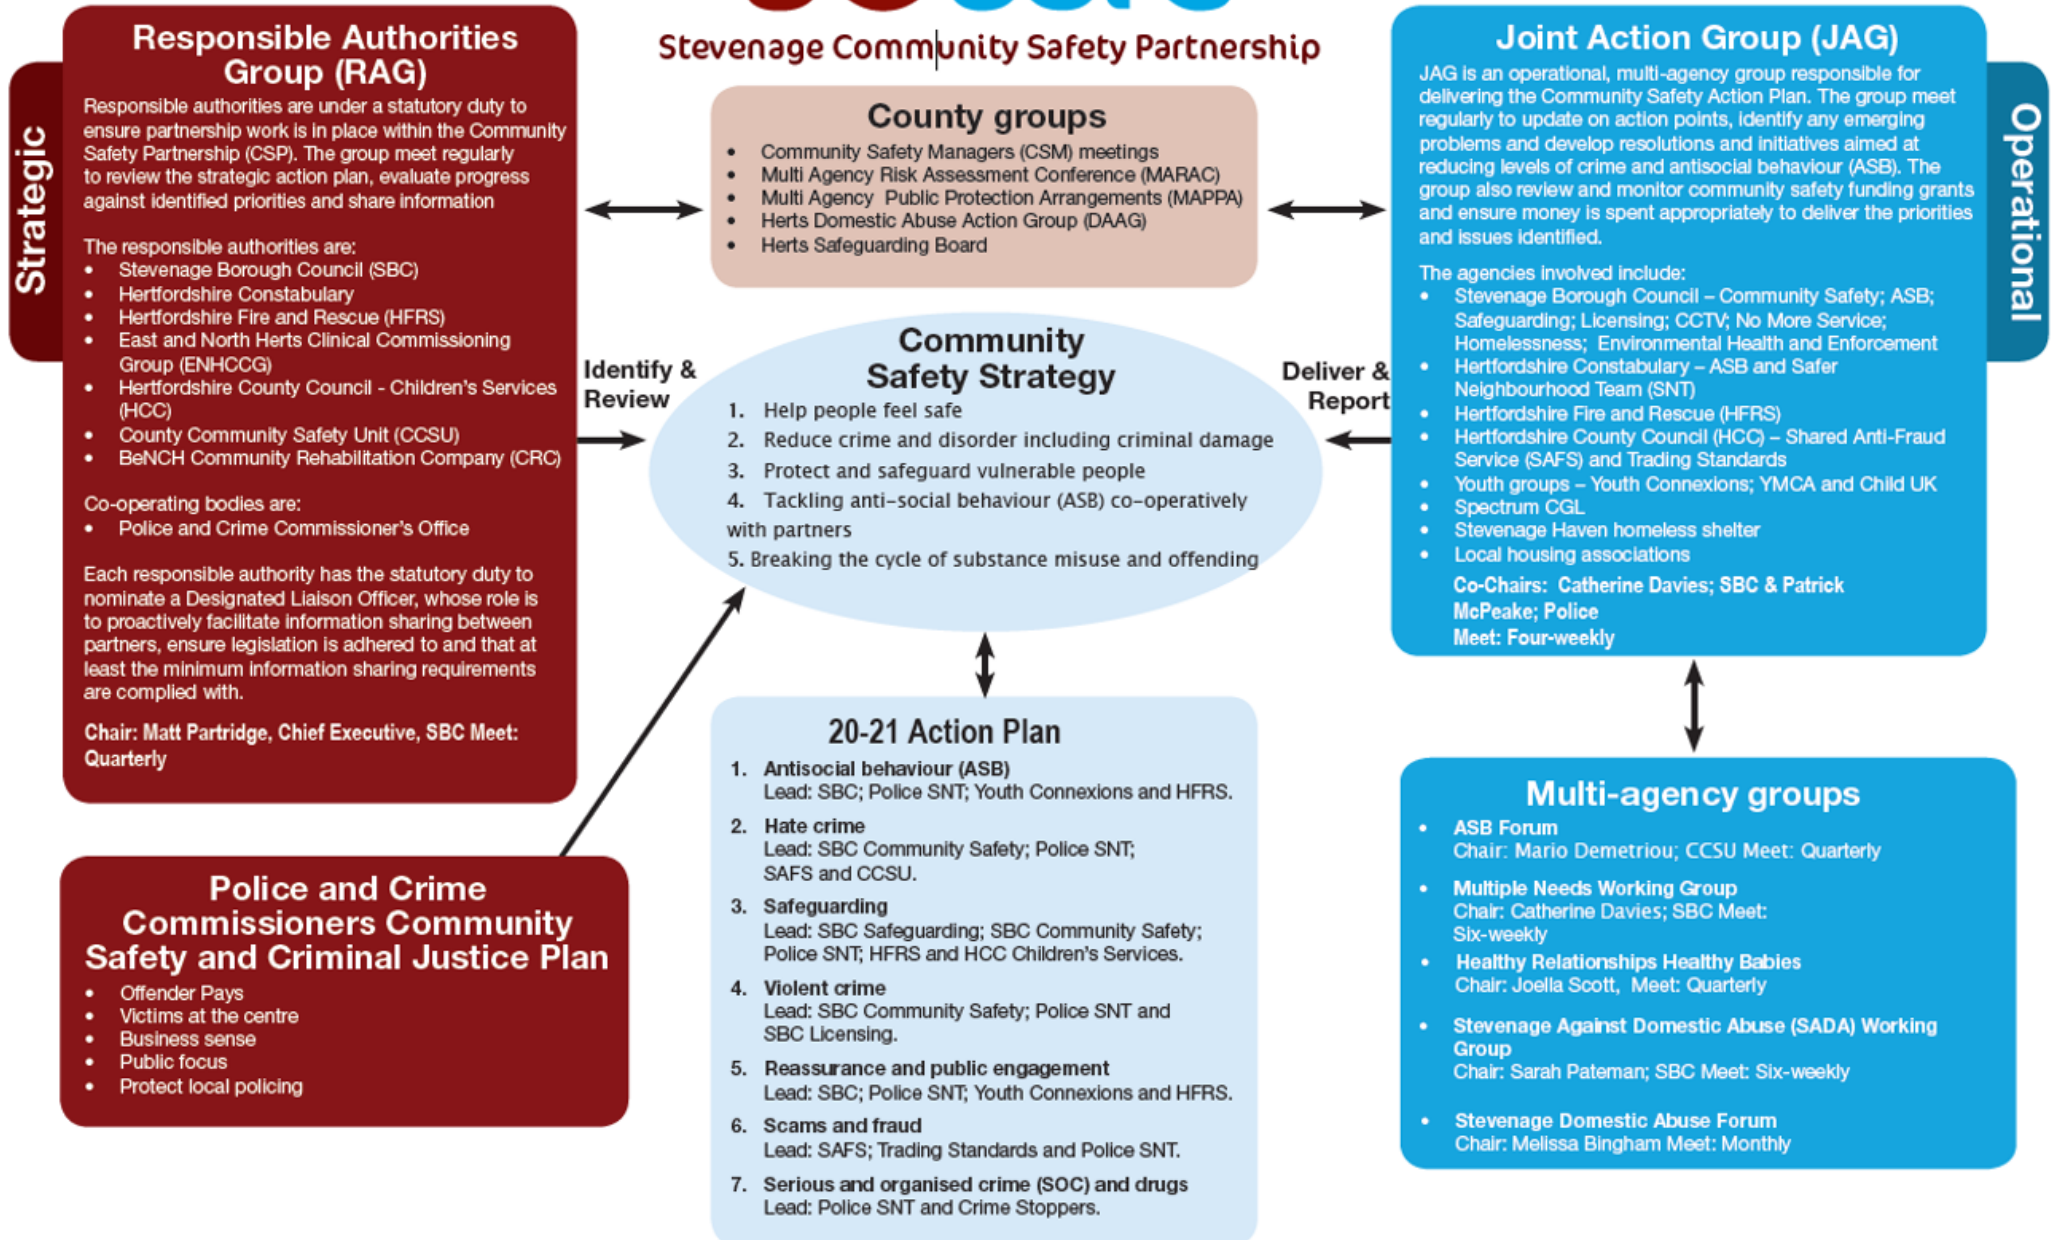 Stevenage Community Safety Partnership
Strategic
Responsible Authorities
Group (RAG)
Responsible authorities are under a statutory duty to
ensure partnership work is in place within the Community
Safety Partnership (CSP). The group meet regularly
to review the strategic action plan, evaluate progress
against identified priorities and share information
The responsible authorities are:
• Stevenage Borough Council (SBC)
• Hertfordshire Constabulary
• Hertfordshire Fire and Rescue (HFRS)
• East and North Herts Clinical Commissioning
Group (ENHCCG)
• Hertfordshire County Council - Children's Services
(HCC)
• County Community Safety Unit (CCSU)
• BeNCH Community Rehabilitation Company (CRC)
Co-operating bodies are:
• Police and Crime Commissioner's Office
Each responsible authority has the statutory duty to
nominate a Designated Liaison Officer, whose role is
to proactively facilitate information sharing between
partners, ensure legislation is adhered to and that at
least the minimum information sharing requirements
are complied with.
Chair: Matt Partridge, Chief Executive, SBC Meet:
Quarterly
Police and Crime
Commissioners Community
Safety and Criminal Justice Plan
• Offender Pays
• Victims at the centre
• Business sense
• Public focus
• Protect local policing
County groups
• Community Safety Managers (CSM) meetings
• Multi Agency Risk Assessment Conference (MARAC)
• Multi Agency Public Protection Arrangements (MAPPA)
• Herts Domestic Abuse Action Group (DAAG)
• Herts Safeguarding Board
Identify &
Review
Community
Safety Strategy
1. Help people feel safe
2. Reduce crime and disorder including criminal damage
3. Protect and safeguard vulnerable people
4. Tackling anti-social behaviour (ASB) co-operatively
with partners
5. Breaking the cycle of substance misuse and offending
Deliver &
Report
20-21 Action Plan
1. Antisocial behaviour (ASB)
Lead: SBC; Police SNT; Youth Connexions and HFRS.
2. Hate crime
Lead: SBC Community Safety; Police SNT;
SAFS and CCSU.
3. Safeguarding
Lead: SBC Safeguarding; SBC Community Safety;
Police SNT; HFRS and HCC Children's Services.
4. Violent crime
Lead: SBC Community Safety; Police SNT and
SBC Licensing.
5. Reassurance and public engagement
Lead: SBC; Police SNT; Youth Connexions and HFRS.
6. Scams and fraud
Lead: SAFS; Trading Standards and Police SNT.
7. Serious and organised crime (SOC) and drugs
Lead: Police SNT and Crime Stoppers.
Operational
Joint Action Group (JAG)
JAG is an operational, multi-agency group responsible for
delivering the Community Safety Action Plan. The group meet
regularly to update on action points, identify any emerging
problems and develop resolutions and initiatives aimed at
reducing levels of crime and antisocial behaviour (ASB). The
group also review and monitor community safety funding grants
and ensure money is spent appropriately to deliver the priorities
and issues identified.
The agencies involved include:
• Stevenage Borough Council – Community Safety; ASB;
Safeguarding; Licensing; CCTV; No More Service;
Homelessness; Environmental Health and Enforcement
• Hertfordshire Constabulary – ASB and Safer
Neighbourhood Team (SNT)
• Hertfordshire Fire and Rescue (HFRS)
• Hertfordshire County Council (HCC) – Shared Anti-Fraud
Service (SAFS) and Trading Standards
• Youth groups – Youth Connexions; YMCA and Child UK
• Spectrum CGL
• Stevenage Haven homeless shelter
• Local housing associations
Co-Chairs: Catherine Davies; SBC & Patrick
McPeake; Police
Meet: Four-weekly
Multi-agency groups
• ASB Forum
Chair: Mario Demetriou; CCSU Meet: Quarterly
• Multiple Needs Working Group
Chair: Catherine Davies; SBC Meet:
Six-weekly
• Healthy Relationships Healthy Babies
Chair: Joella Scott, Meet: Quarterly
• Stevenage Against Domestic Abuse (SADA) Working
Group
Chair: Sarah Pateman; SBC Meet: Six-weekly
• Stevenage Domestic Abuse Forum
Chair: Melissa Bingham Meet: Monthly